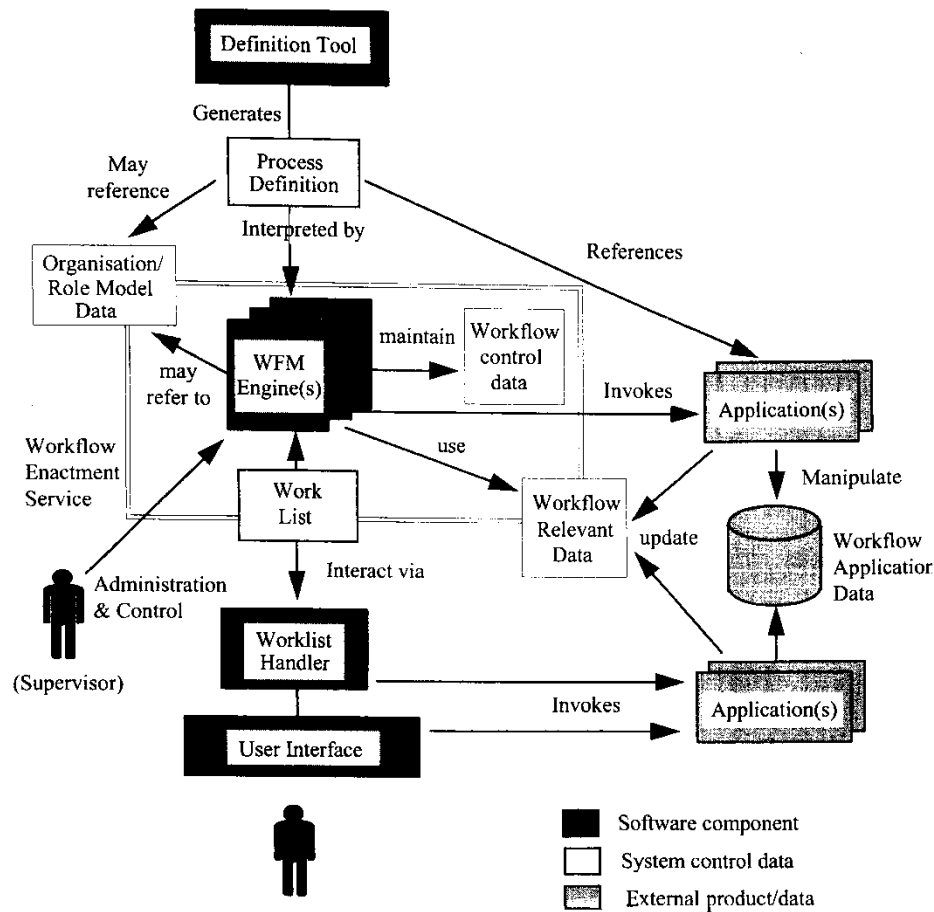 Definition Tool
Generates
Process
Definition
May
reference
Interpreted by
References
Organisation/
Role Model
Data
WFM
Engine(s)
maintain
Workflow
control
data
may
refer to
Invokes
Application(s)
use
Workflow
Enactment
Service
Work
List
Workflow
Relevant
Data
Manipulate
update
Workflow
Application
Data
Interact via
Administration
& Control
(Supervisor)
Worklist
Handler
Invokes
Application(s)
User Interface
Software component
System control data
External product/data